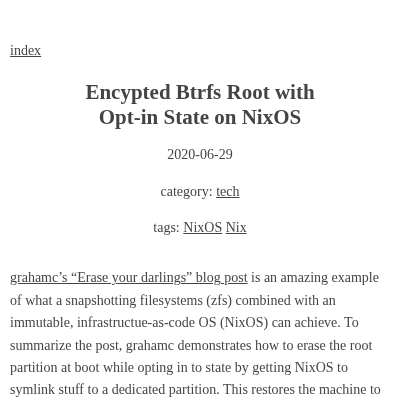 index
Encypted Btrfs Root with
Opt-in State on NixOS
2020-06-29
category: tech
tags: NixOS Nix
grahamc’s “Erase your darlings” blog post is an amazing example
of what a snapshotting filesystems (zfs) combined with an
immutable, infrastructue-as-code OS (NixOS) can achieve. To
summarize the post, grahamc demonstrates how to erase the root
partition at boot while opting in to state by getting NixOS to
symlink stuff to a dedicated partition. This restores the machine to